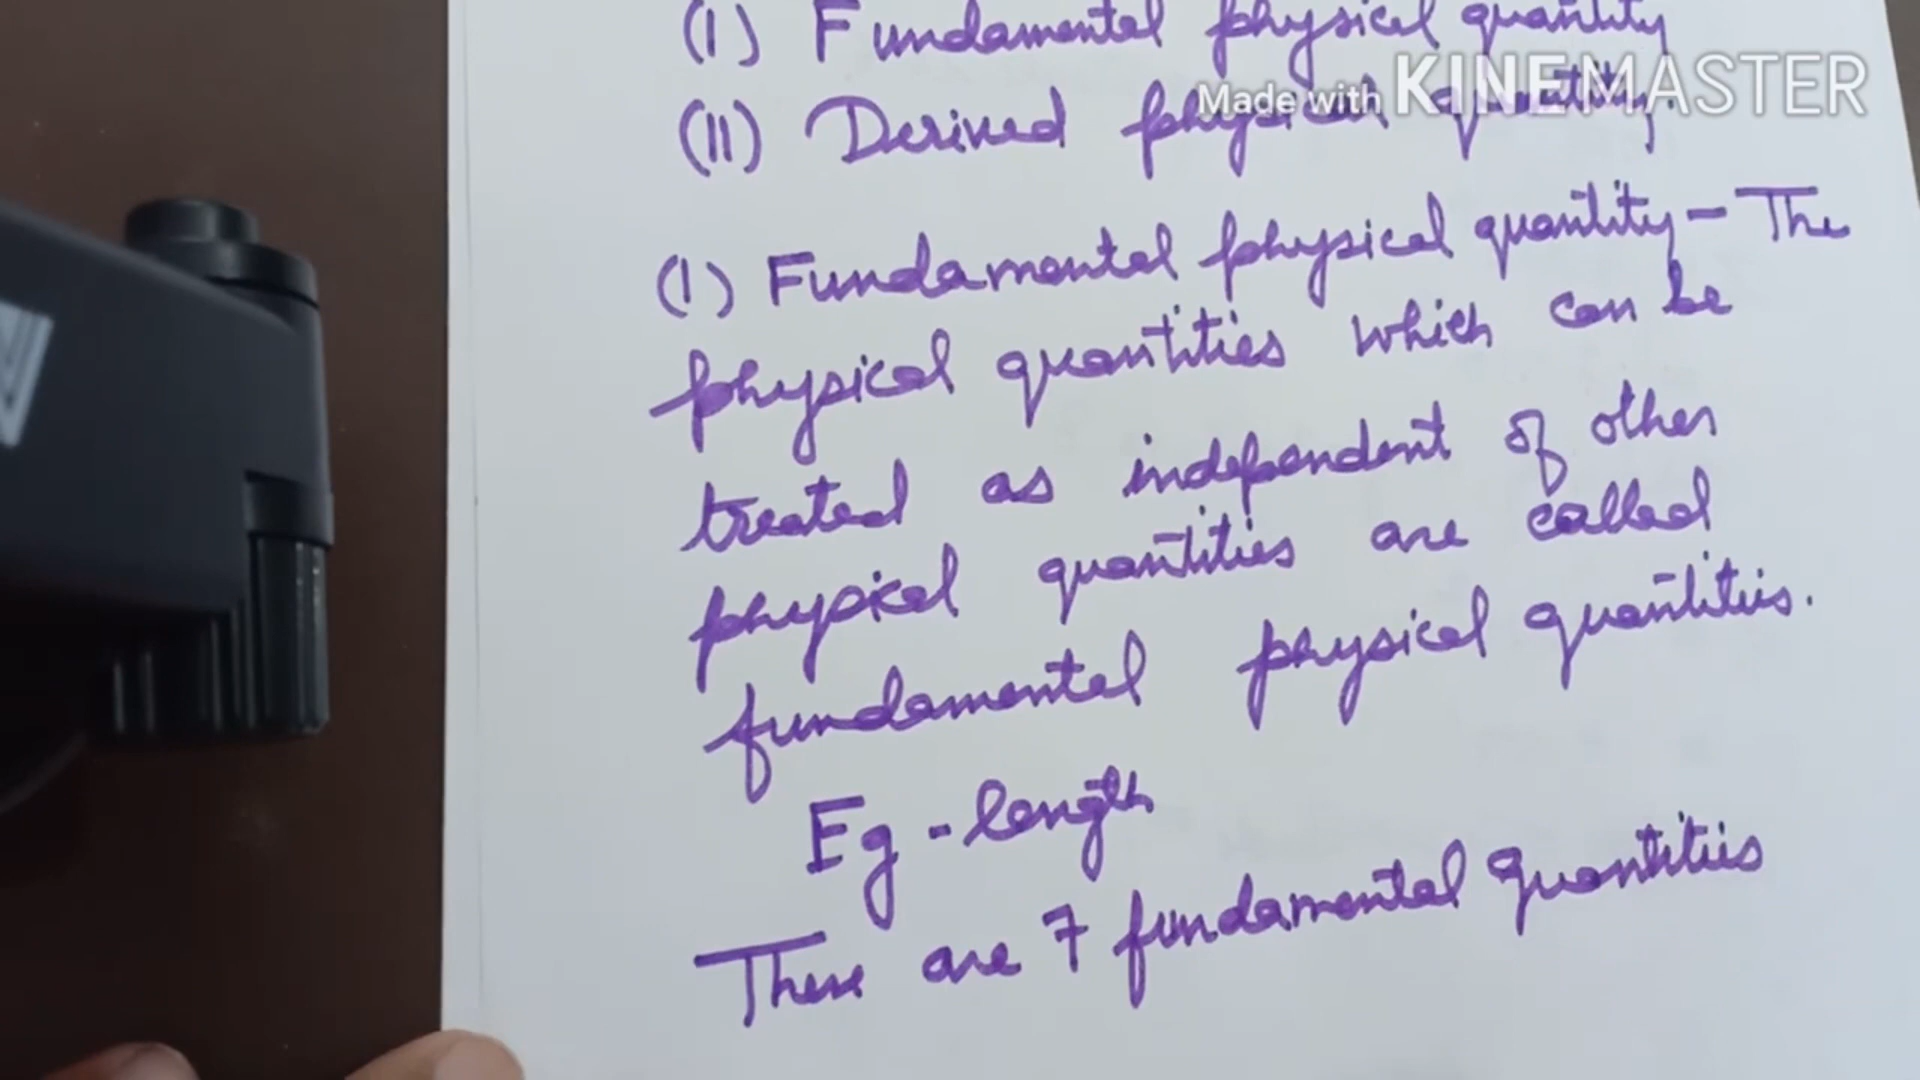 (I) Fundamental physical quantity
Made with KINEMASTER
(II) Derived physical quantity.
(I) Fundamental physical quantity - The
physical quantities which can be
treated as independent of other
physical quantities are called
fundamental physical quantities.
Eg - length
There are 7 fundamental quantities